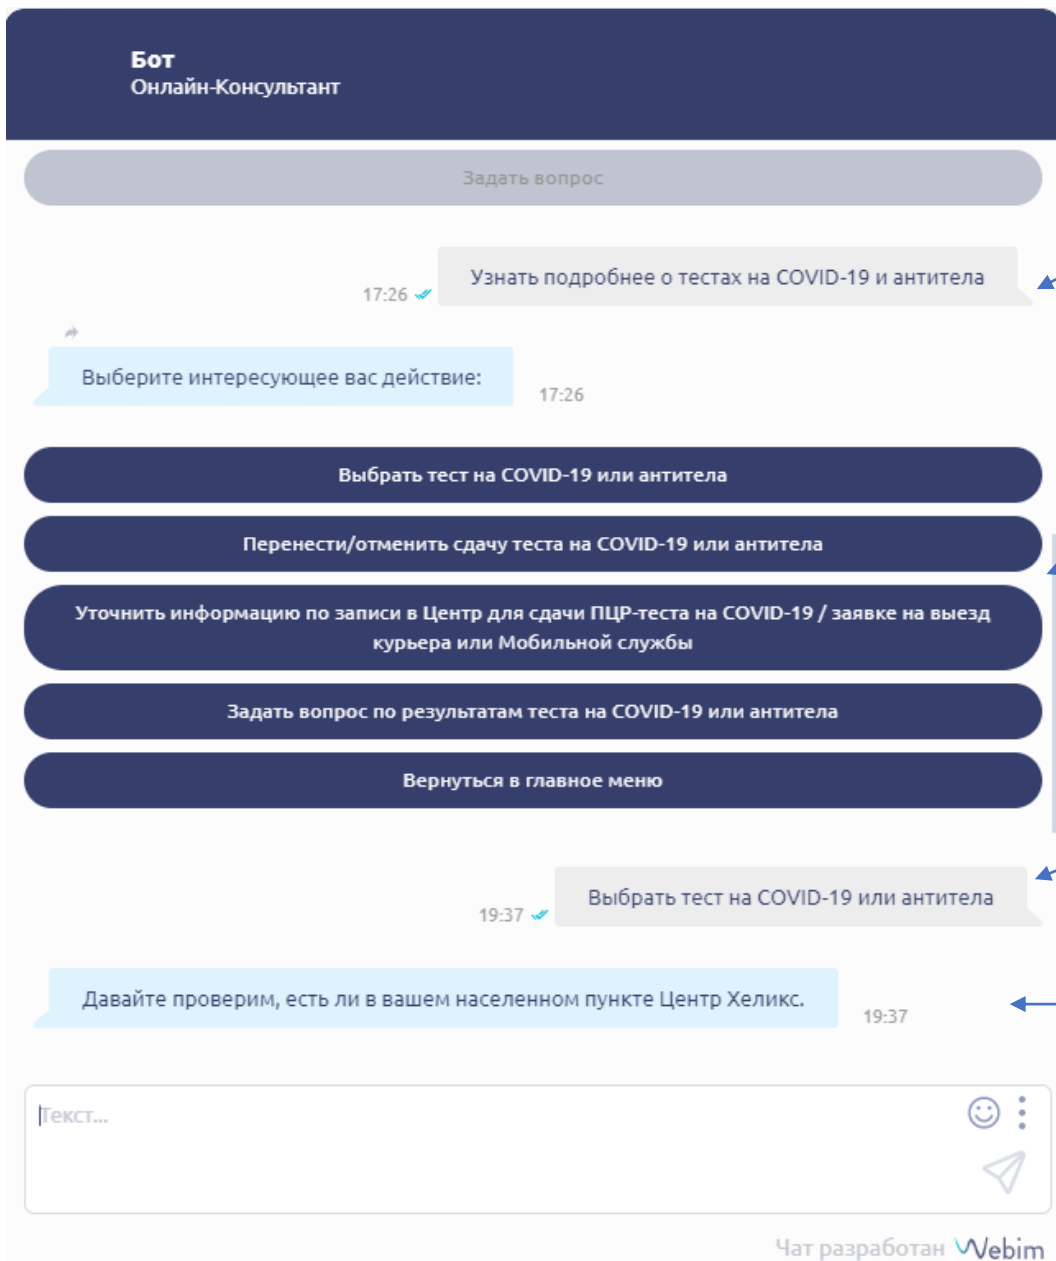 Бот
Онлайн-Консультант
Задать вопрос
Узнать подробнее о тестах на COVID-19 и антитела
17:26
Выберите интересующее вас действие:
17:26
Выбрать тест на COVID-19 или антитела
Перенести/отменить сдачу теста на COVID-19 или антитела
Уточнить информацию по записи в Центр для сдачи ПЦР-теста на COVID-19 / заявке на выезд
курьера или Мобильной службы
Задать вопрос по результатам теста на COVID-19 или антитела
Вернуться в главное меню
Выбрать тест на COVID-19 или антитела
19:37
Давайте проверим, есть ли в вашем населенном пункте Центр Хеликс.
19:37
Текст...
Чат разработан Webim